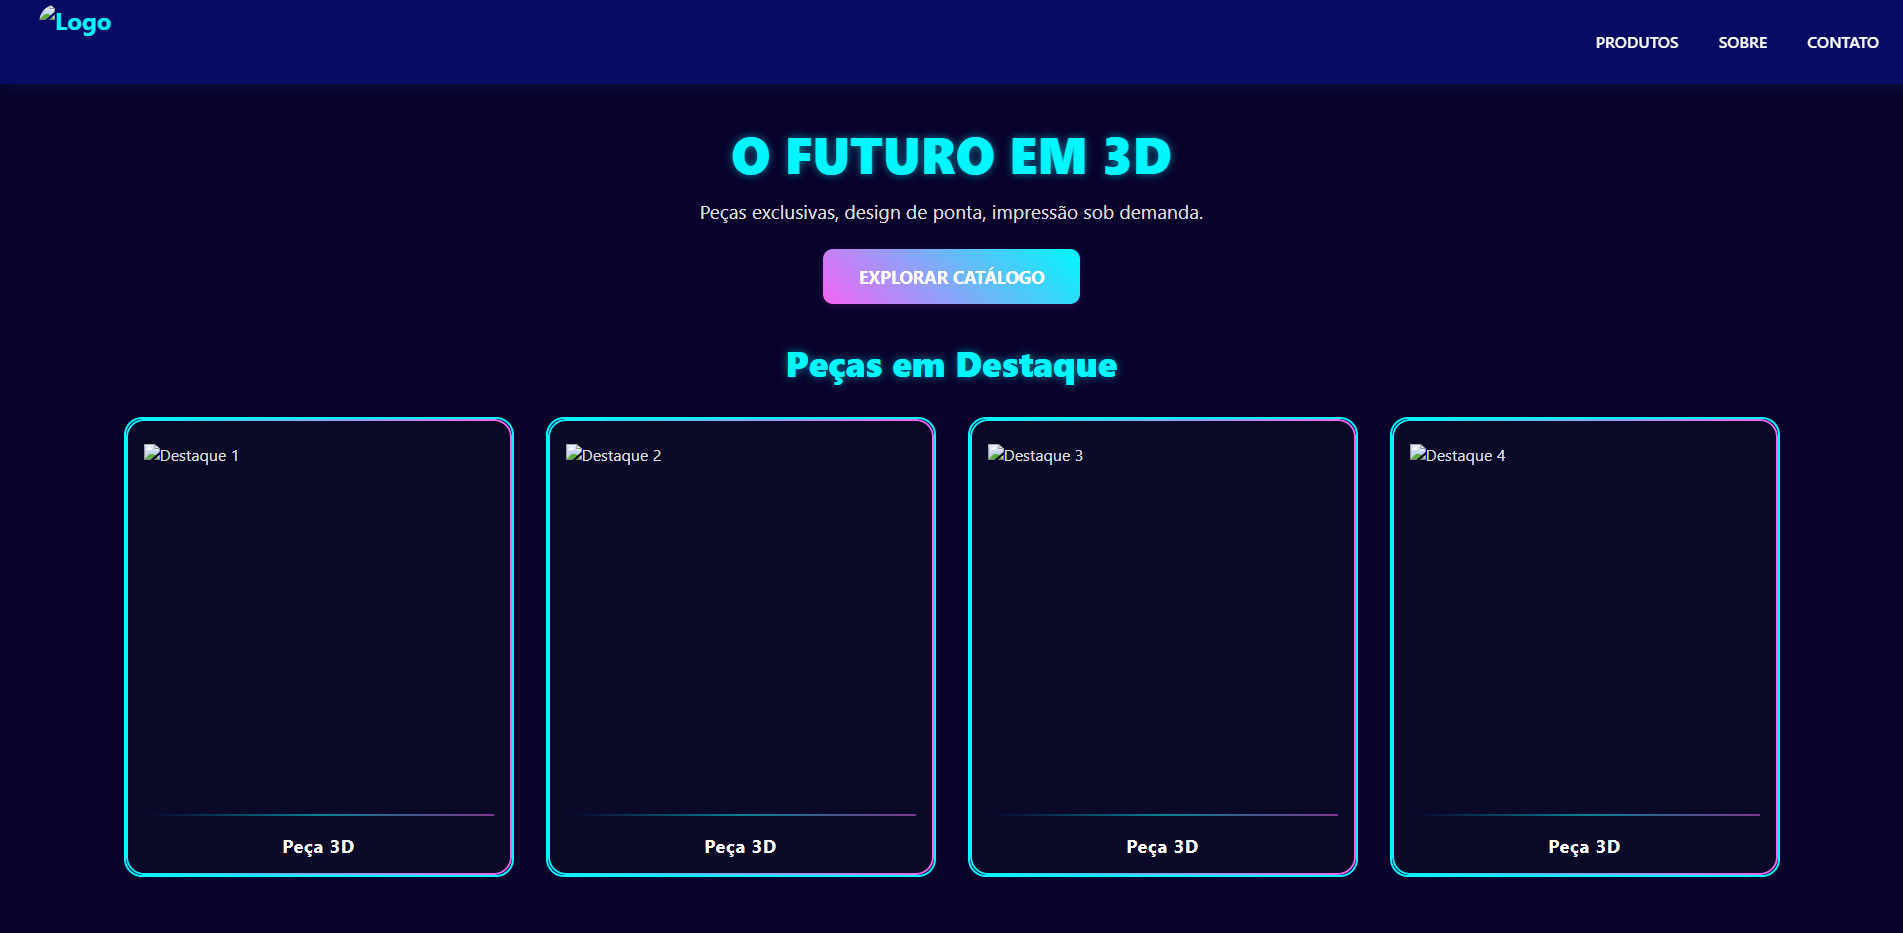 Logo
PRODUTOS SOBRE CONTATO
O FUTURO EM 3D
Peças exclusivas, design de ponta, impressão sob demanda.
EXPLORAR CATÁLOGO
Peças em Destaque
Destaque 1
Destaque 2
Destaque 3
Destaque 4
Peça 3D
Peça 3D
Peça 3D
Peça 3D